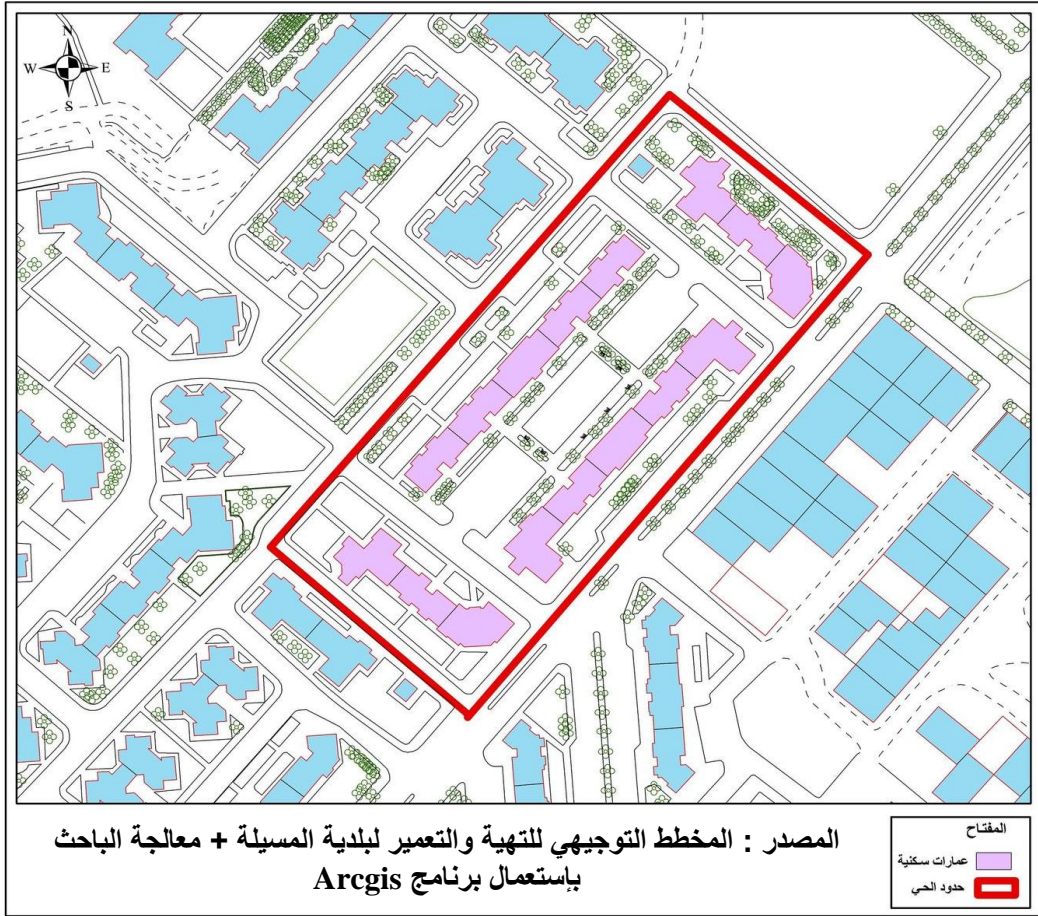 N
W E
S
المصدر : المخطط التوجيهي للتهية والتعمير لبلدية المسيلة + معالجة الباحث
بإستعمال برنامج Arcgis
المفتاح
عمارات سكنية
حدود الحي